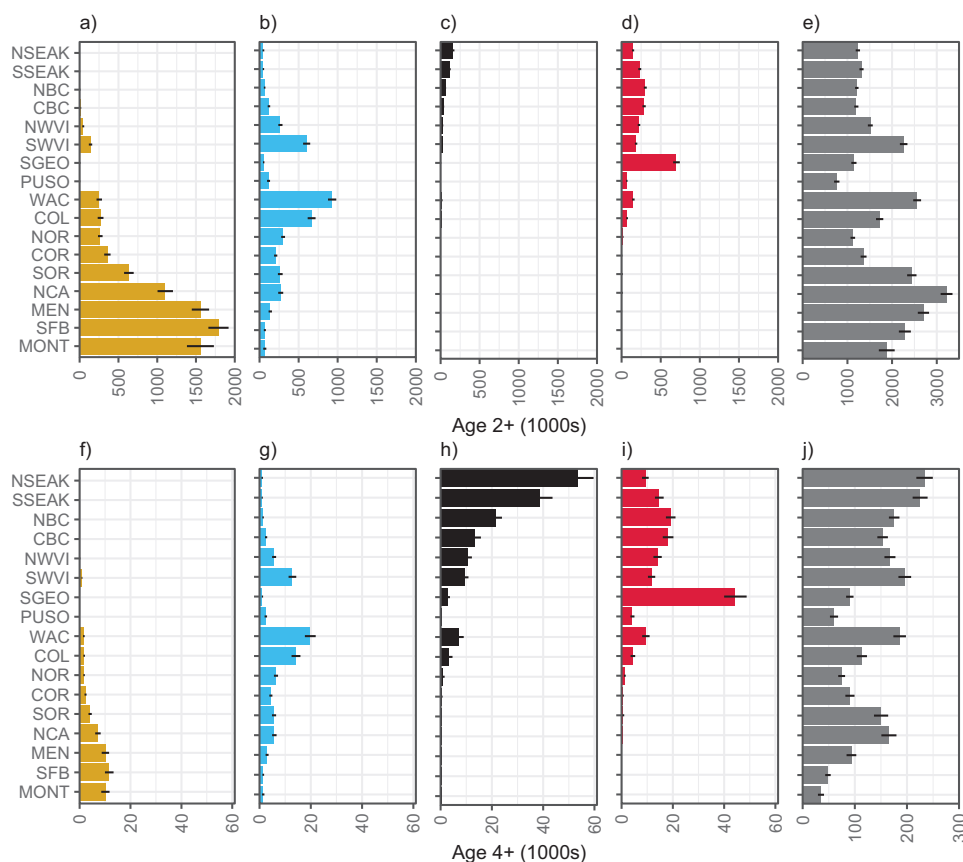 a) b) c) d) e)
NSEAK
SSEAK
NBC
CBC
NWVI
SWVI
SGEO
PUSO
WAC
COL
NOR
COR
SOR
NCA
MEN
SFB
MONT
0 500 1000 1500 2000 0 500 1000 1500 2000 0 500 1000 1500 2000 0 500 1000 1500 2000 0 1000 2000 3000
Age 2+ (1000s)
f) g) h) i) j)
NSEAK
SSEAK
NBC
CBC
NWVI
SWVI
SGEO
PUSO
WAC
COL
NOR
COR
SOR
NCA
MEN
SFB
MONT
0 20 40 60 0 20 40 60 0 20 40 60 0 20 40 60 0 100 200 300
Age 4+ (1000s)